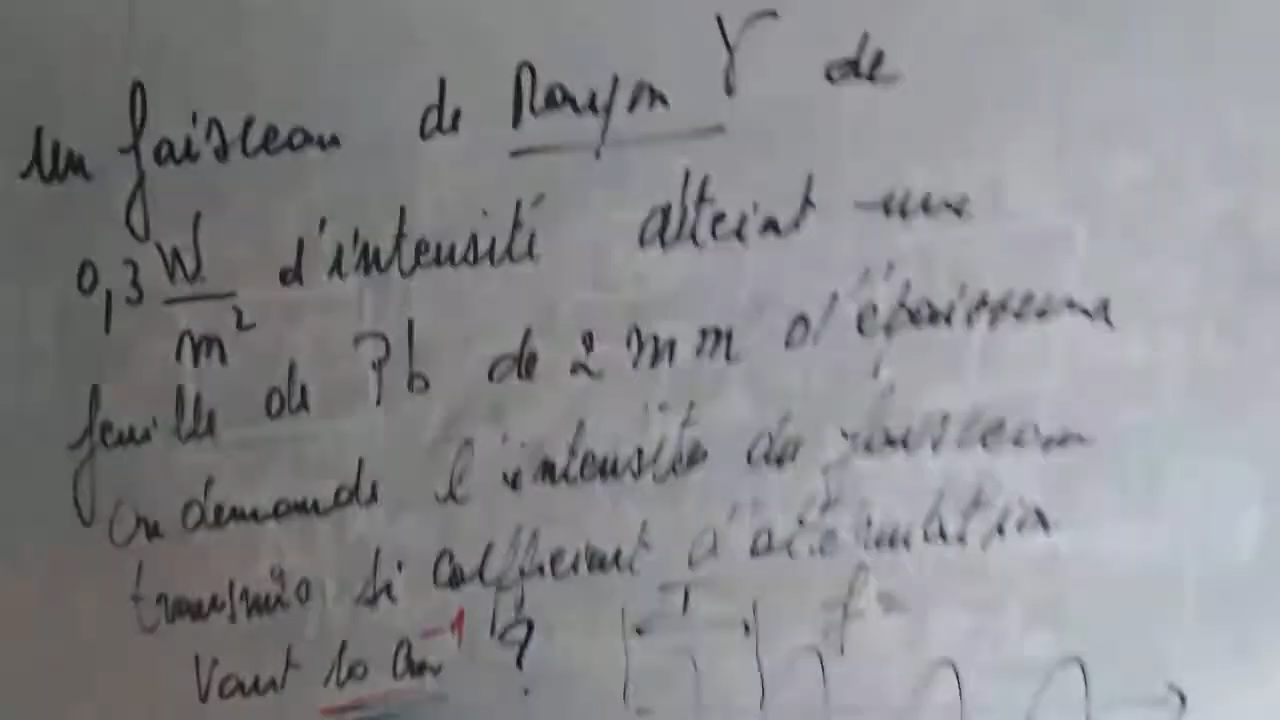 un faisceau de Rayon γ de
0,3 W/m² d'intensité atteint une
feuille de Pb de 2 mm d'épaisseur
on demande l'intensité du faisceau
transmis si coefficient d'atténuation
Vaut 10 cm⁻¹ ?
I